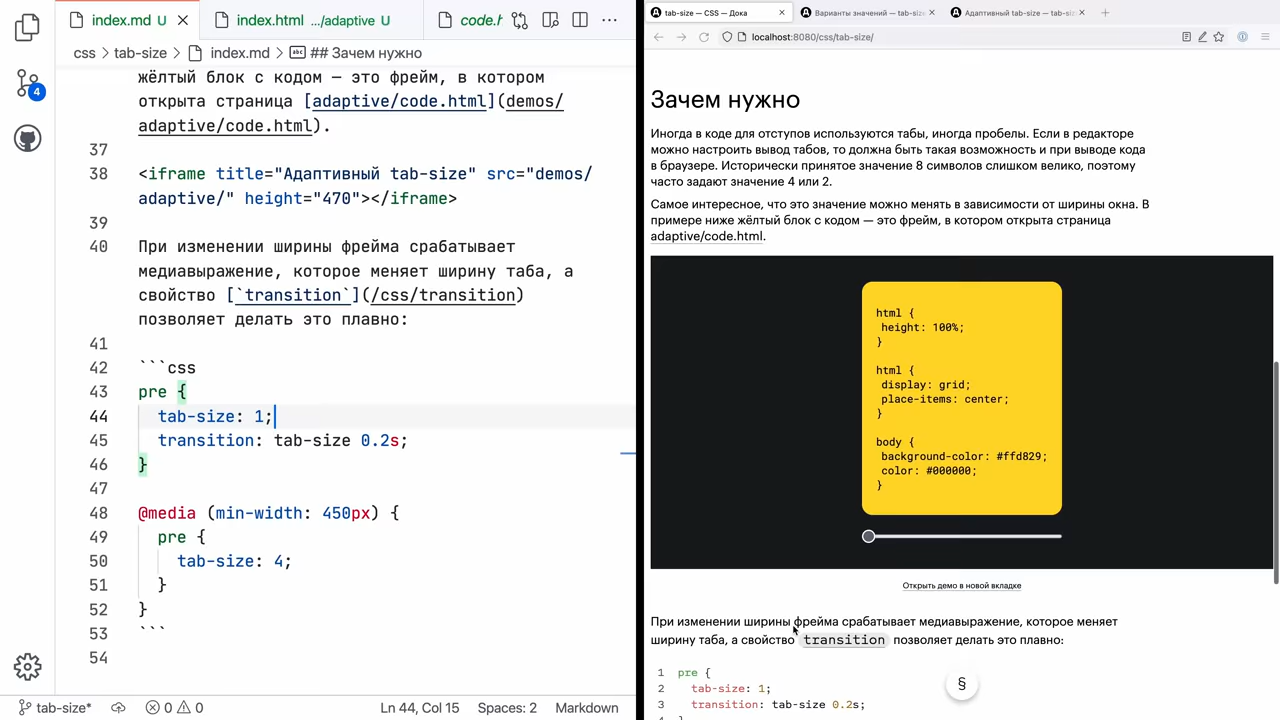 index.md U
index.html .../adaptive U
code.h
css
tab-size
index.md
## Зачем нужно
жёлтый блок с кодом — это фрейм, в котором
открыта страница [adaptive/code.html](demos/
adaptive/code.html).
37
38 <iframe title="Адаптивный tab-size" src="demos/
adaptive/" height="470"></iframe>
39
40 При изменении ширины фрейма срабатывает
медиавыражение, которое меняет ширину таба, а
свойство [`transition`](/css/transition)
позволяет делать это плавно:
41
42 ```css
43 pre {
44 tab-size: 1;
45 transition: tab-size 0.2s;
46 }
47
48 @media (min-width: 450px) {
49 pre {
50 tab-size: 4;
51 }
52 }
53 ```
54
4
tab-size*
0 0
Ln 44, Col 15
Spaces: 2
Markdown
tab-size — CSS — Дока
Варианты значений — tab-siz
Адаптивный tab-size — tab-si
localhost:8080/css/tab-size/
Зачем нужно
Иногда в коде для отступов используются табы, иногда пробелы. Если в редакторе
можно настроить вывод табов, то должна быть такая возможность и при выводе кода
в браузере. Исторически принятое значение 8 символов слишком велико, поэтому
часто задают значение 4 или 2.
Самое интересное, что это значение можно менять в зависимости от ширины окна. В
примере ниже жёлтый блок с кодом — это фрейм, в котором открыта страница
adaptive/code.html.
html {
height: 100%;
}
html {
display: grid;
place-items: center;
}
body {
background-color: #ffd829;
color: #000000;
}
Открыть демо в новой вкладке
При изменении ширины фрейма срабатывает медиавыражение, которое меняет
ширину таба, а свойство transition позволяет делать это плавно:
1 pre {
2 tab-size: 1;
3 transition: tab-size 0.2s;
§